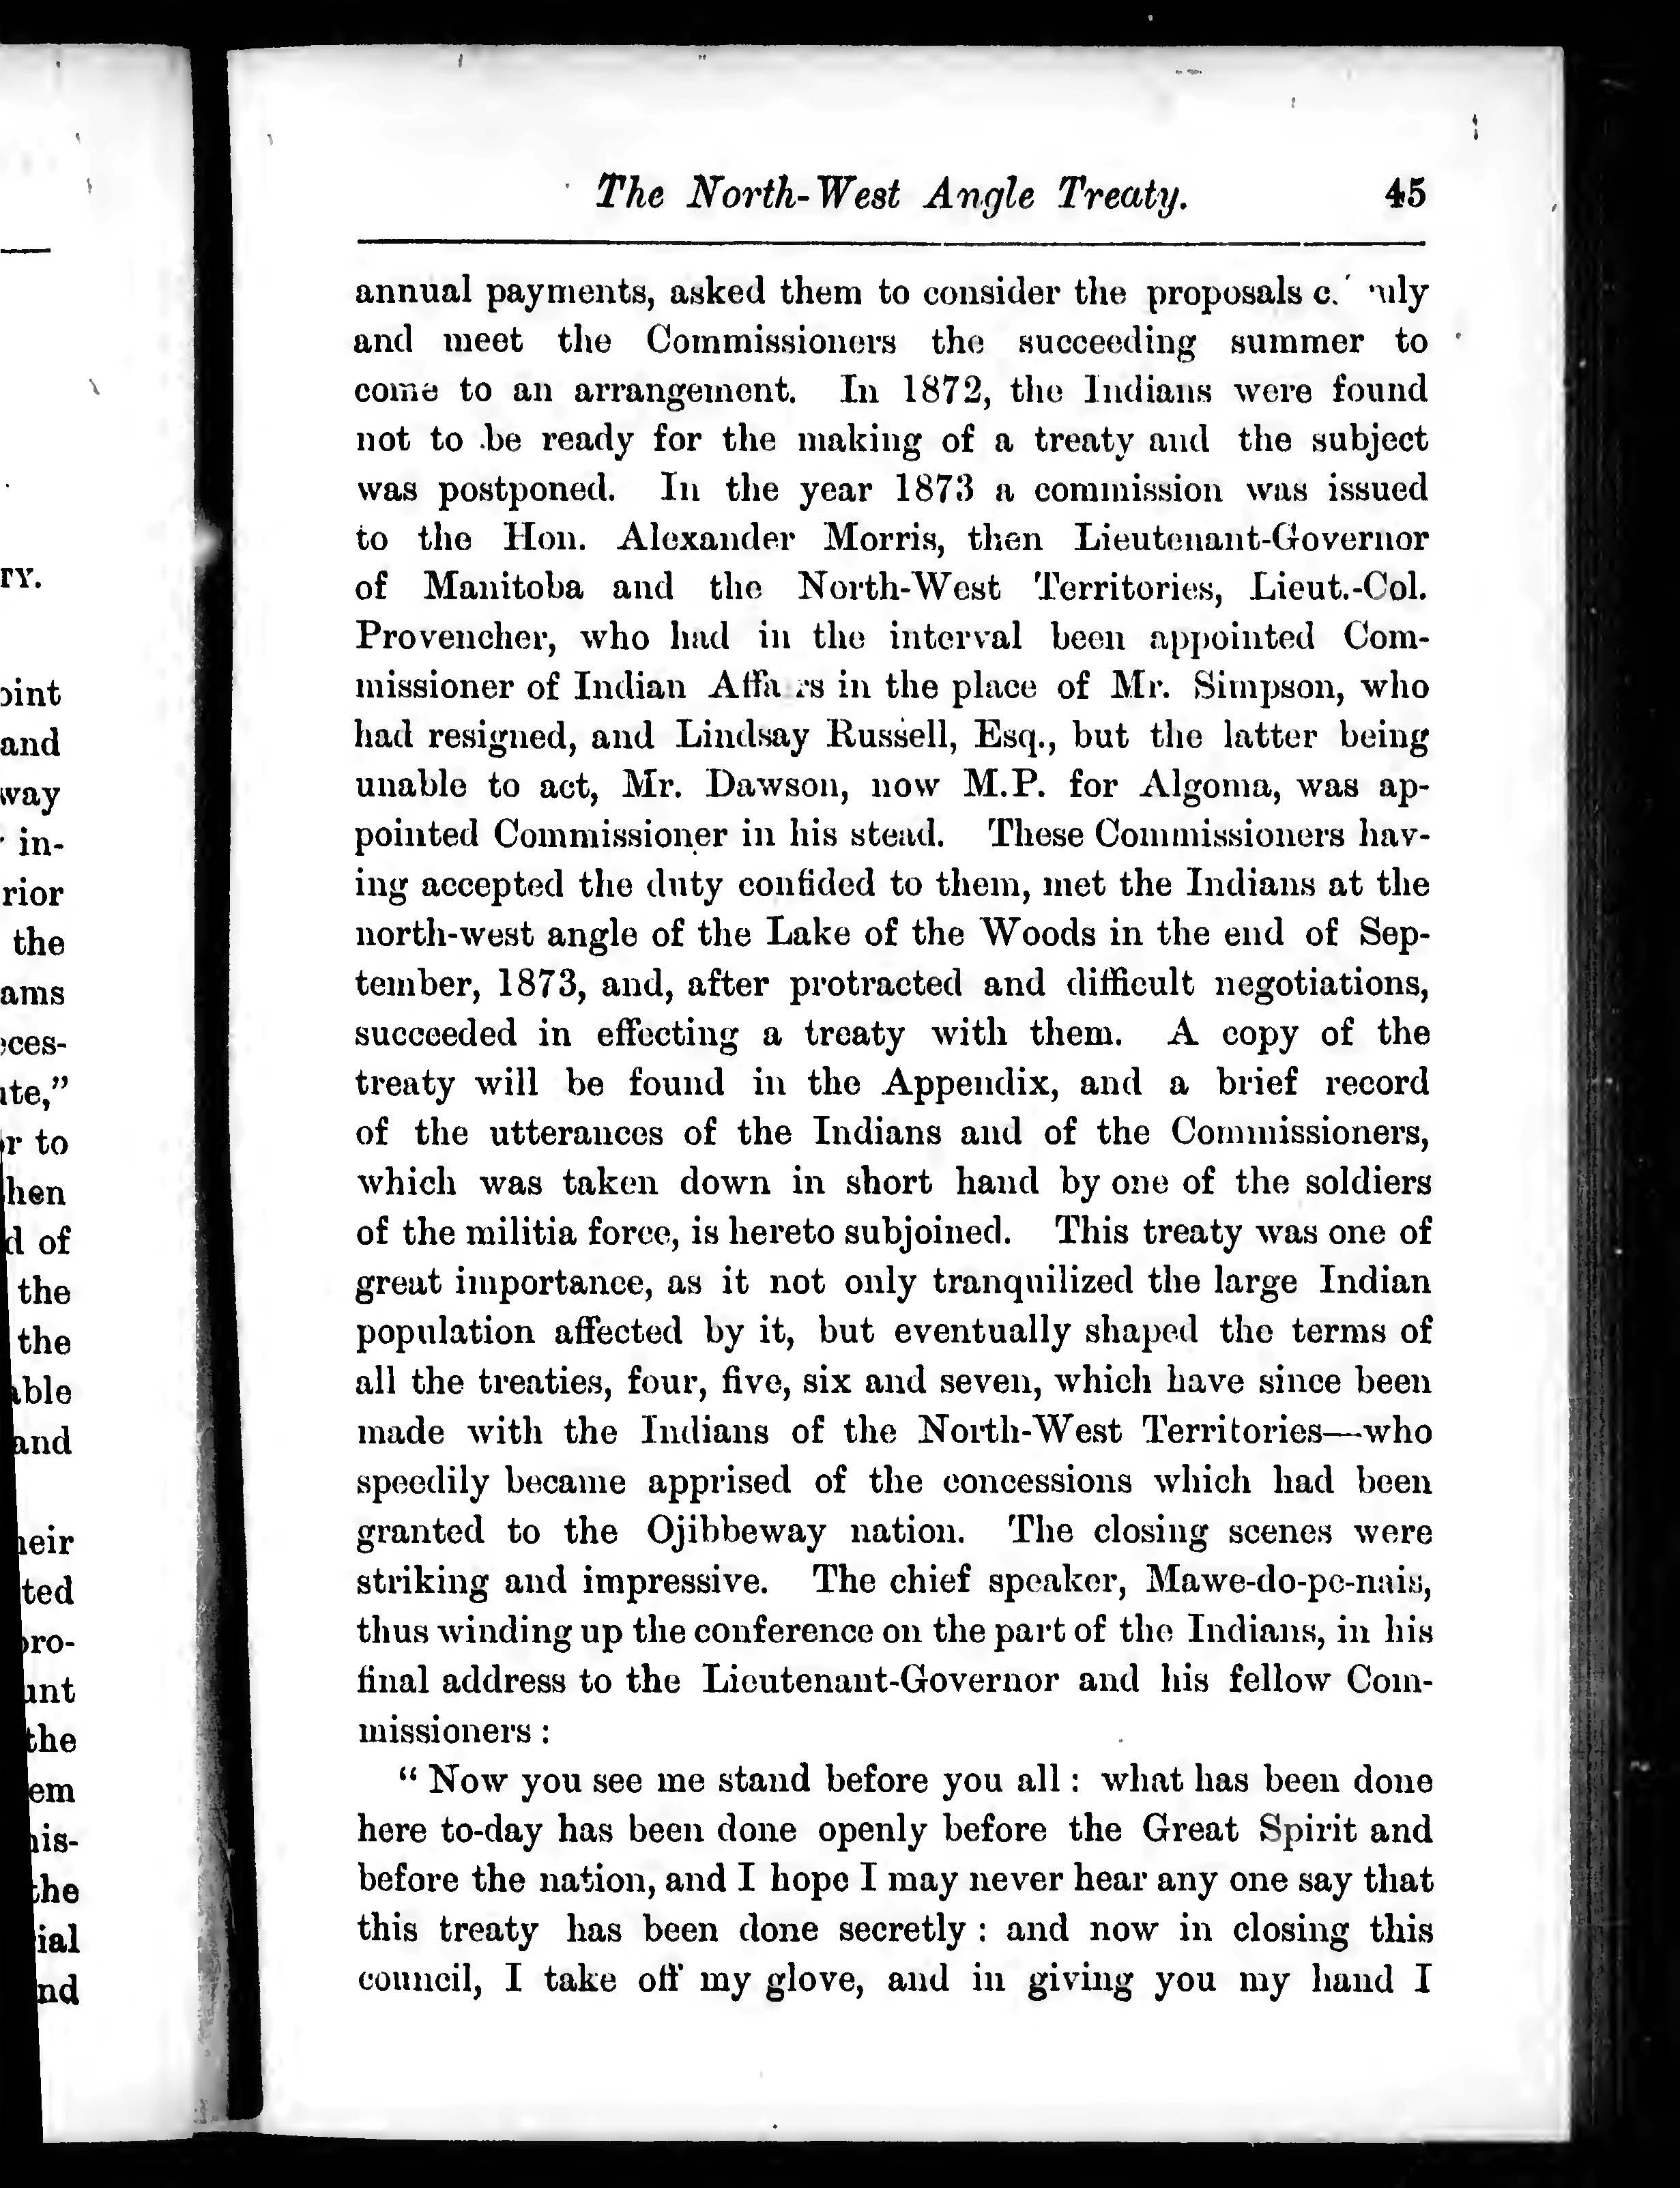 The North-West Angle Treaty. 45
annual payments, asked them to consider the proposals
and meet the Commissioners the succeeding summer to
come to an arrangement. In 1872, the Indians were found
not to be ready for the making of a treaty and the subject
was postponed. In the year 1873 a commission was issued
to the Hon. Alexander Morris, then Lieutenant-Governor
of Manitoba and the North-West Territories, Lieut.-Col.
Provencher, who had in the interval been appointed Com-
missioner of Indian Affairs in the place of Mr. Simpson, who
had resigned, and Lindsay Russell, Esq., but the latter being
unable to act, Mr. Dawson, now M.P. for Algoma, was ap-
pointed Commissioner in his stead. These Commissioners hav-
ing accepted the duty confided to them, met the Indians at the
north-west angle of the Lake of the Woods in the end of Sep-
tember, 1873, and, after protracted and difficult negotiations,
succeeded in effecting a treaty with them. A copy of the
treaty will be found in the Appendix, and a brief record
of the utterances of the Indians and of the Commissioners,
which was taken down in short hand by one of the soldiers
of the militia force, is hereto subjoined. This treaty was one of
great importance, as it not only tranquilized the large Indian
population affected by it, but eventually shaped the terms of
all the treaties, four, five, six and seven, which have since been
made with the Indians of the North-West Territories—who
speedily became apprised of the concessions which had been
granted to the Ojibbeway nation. The closing scenes were
striking and impressive. The chief speaker, Mawe-do-pe-nais,
thus winding up the conference on the part of the Indians, in his
final address to the Lieutenant-Governor and his fellow Com-
missioners :
“ Now you see me stand before you all : what has been done
here to-day has been done openly before the Great Spirit and
before the nation, and I hope I may never hear any one say that
this treaty has been done secretly : and now in closing this
council, I take off my glove, and in giving you my hand I